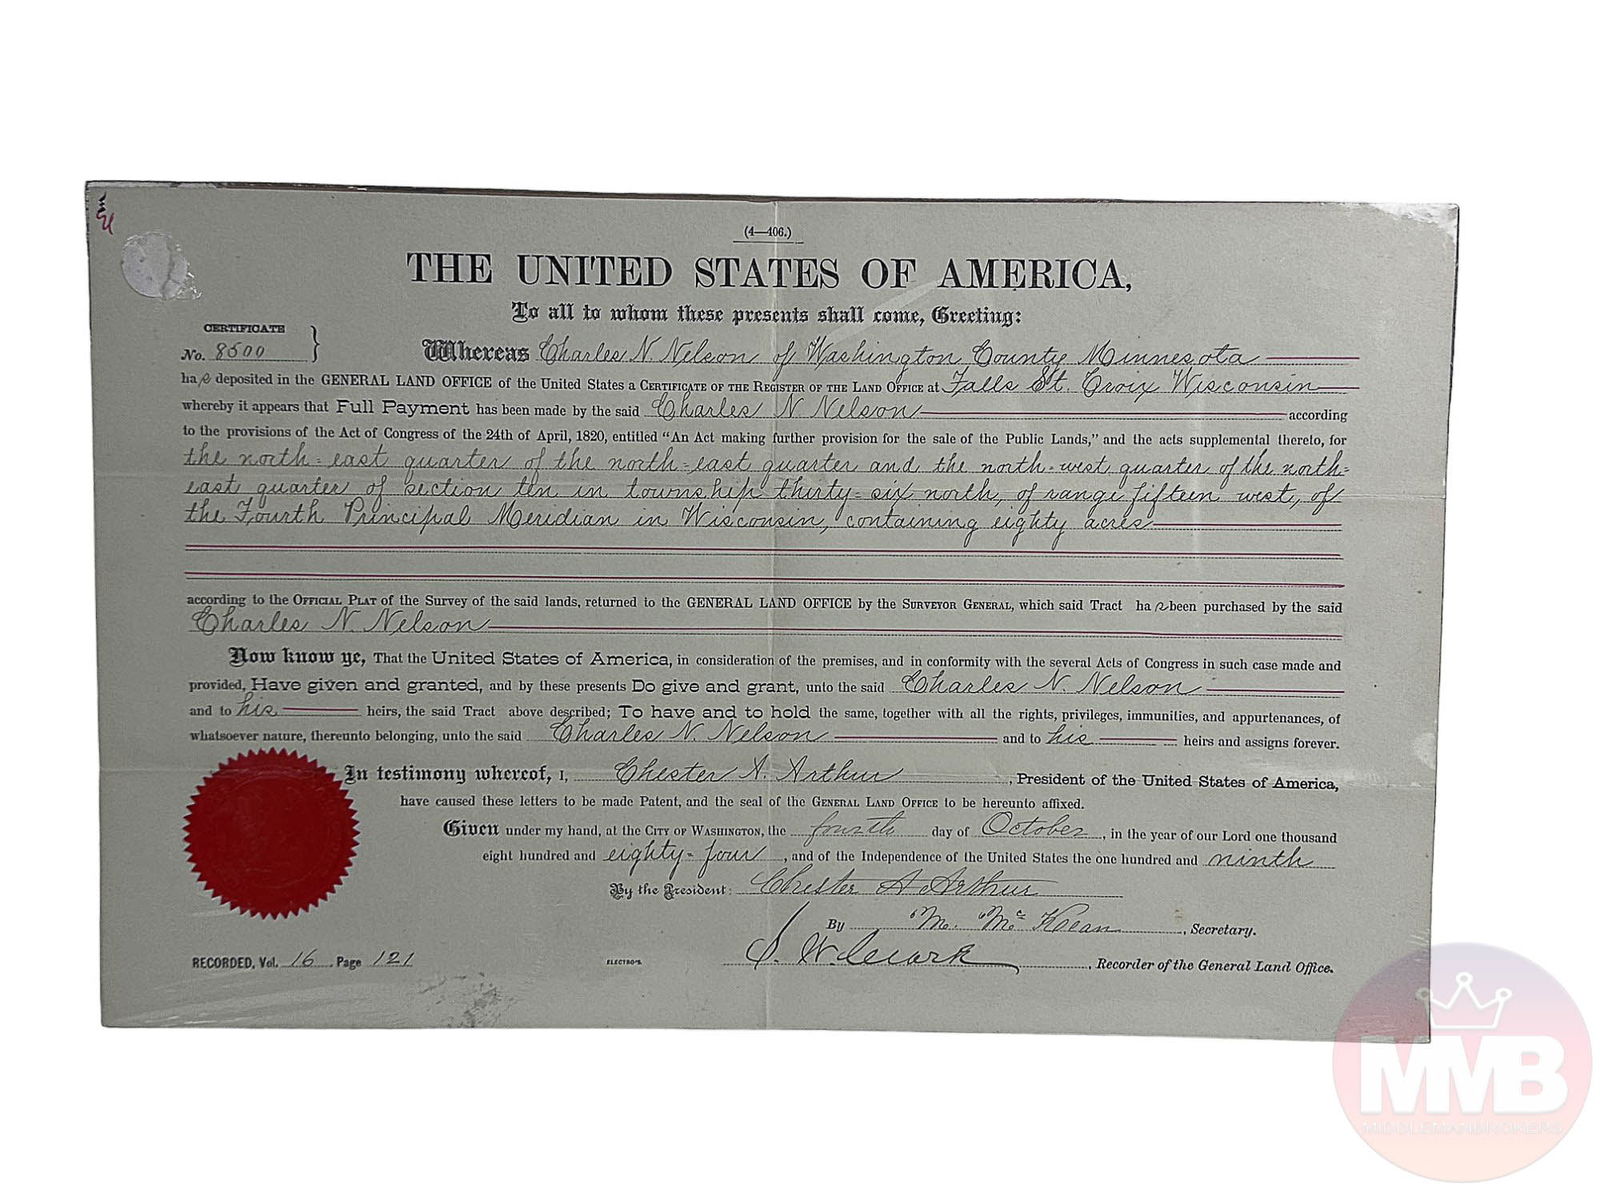 (4—406.)
THE UNITED STATES OF AMERICA,
To all to whom these presents shall come, Greeting:
CERTIFICATE
No. 8500
Whereas Charles N. Nelson of Washington County Minnesota
has deposited in the GENERAL LAND OFFICE of the United States a CERTIFICATE OF THE REGISTER OF THE LAND OFFICE AT Falls St. Croix Wisconsin
whereby it appears that Full Payment has been made by the said Charles N Nelson according
to the provisions of the Act of Congress of the 24th of April, 1820, entitled “An Act making further provision for the sale of the Public Lands,” and the acts supplemental thereto, for
the north-east quarter of the north-east quarter and the north-west quarter of the north-
east quarter of section ten in township thirty-six north, of range fifteen west, of
the Fourth Principal Meridian in Wisconsin, containing eighty acres
according to the OFFICIAL PLAT of the Survey of the said lands, returned to the GENERAL LAND OFFICE by the SURVEYOR GENERAL, which said Tract has been purchased by the said
Charles N. Nelson
Now know ye, That the United States of America, in consideration of the premises, and in conformity with the several Acts of Congress in such case made and
provided, Have given and granted, and by these presents Do give and grant, unto the said Charles N. Nelson
and to his heirs, the said Tract above described; To have and to hold the same, together with all the rights, privileges, immunities, and appurtenances, of
whatsoever nature, thereunto belonging, unto the said Charles N Nelson and to his heirs and assigns forever.
In testimony whereof, I, Chester A. Arthur, President of the United States of America,
have caused these letters to be made Patent, and the seal of the GENERAL LAND OFFICE to be hereunto affixed.
Given under my hand, at the CITY OF WASHINGTON, the fourth day of October, in the year of our Lord one thousand
eight hundred and eighty-four, and of the Independence of the United States the one hundred and ninth
By the President: Chester A. Arthur
By M. McKean, Secretary.
S. W. Clark, Recorder of the General Land Office.
RECORDED, Vol. 16 Page 121
MMB
MIDDLEMANBROKERS